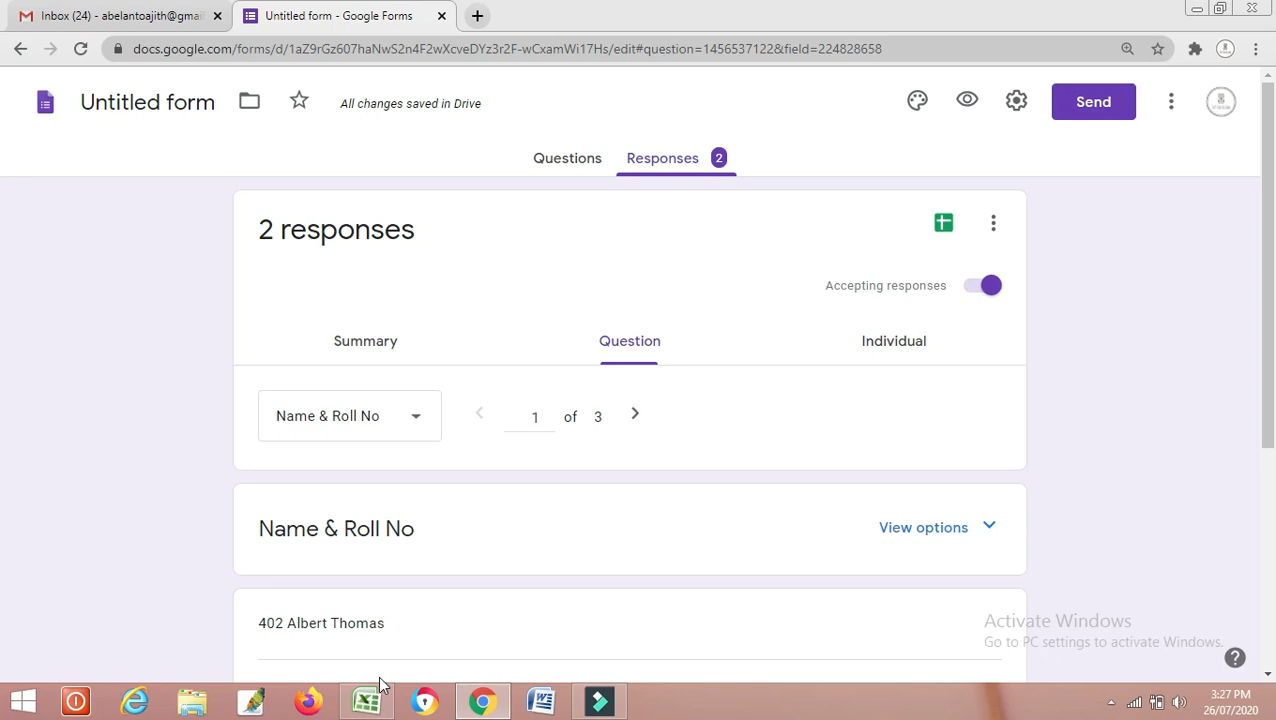 Inbox (24) - abelantoajith@gmai
Untitled form - Google Forms
docs.google.com/forms/d/1aZ9rGz607haNwS2n4F2wXcveDYz3r2F-wCxamWi17Hs/edit#question=1456537122&field=224828658
Untitled form
All changes saved in Drive
Send
Questions
Responses 2
2 responses
Accepting responses
Summary
Question
Individual
Name & Roll No
1 of 3
Name & Roll No
View options
402 Albert Thomas
Activate Windows
Go to PC settings to activate Windows.
3:27 PM
26/07/2020